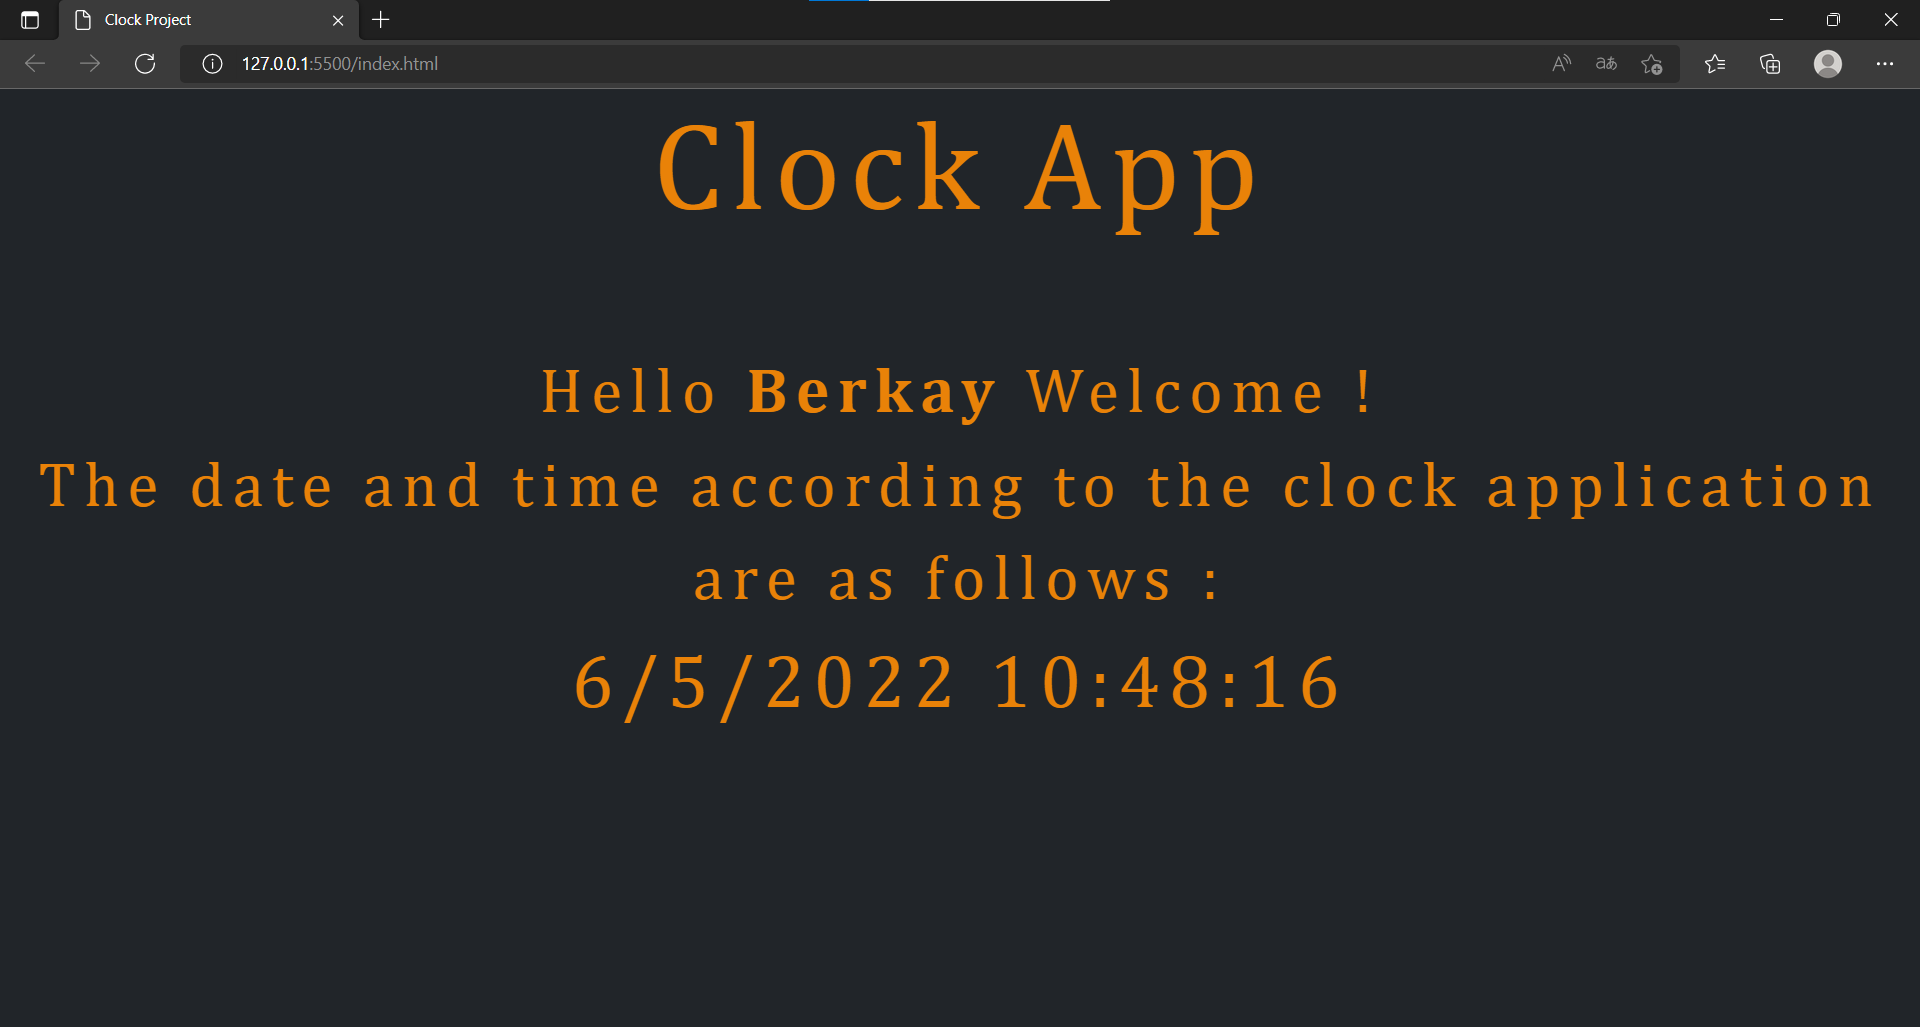 Clock Project
127.0.0.1:5500/index.html
Clock App
Hello Berkay Welcome !
The date and time according to the clock application
are as follows :
6/5/2022 10:48:16